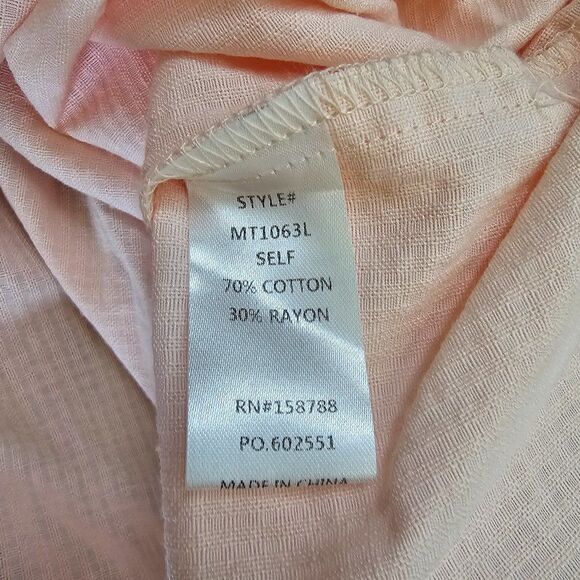 STYLE#
MT1063L
SELF
70% COTTON
30% RAYON
RN#158788
PO.602551
MADE IN CHINA